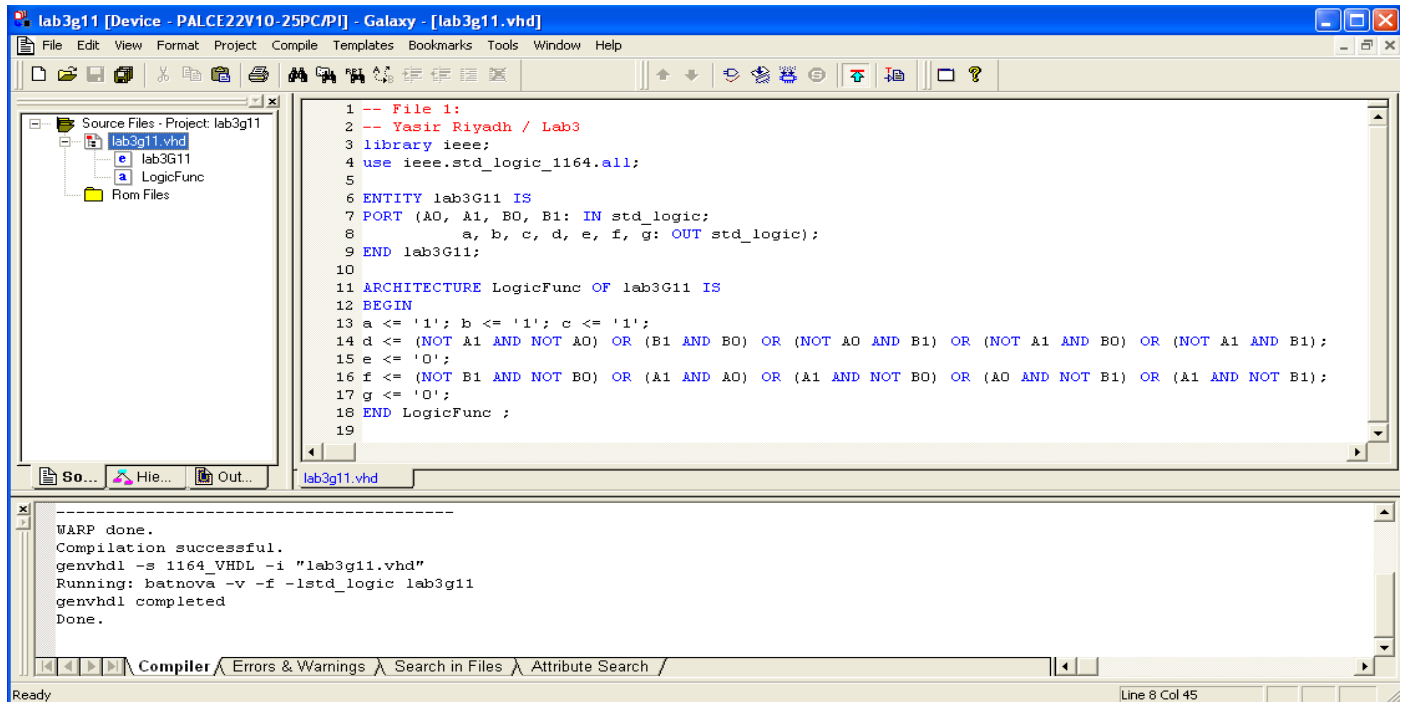 lab3g11 [Device - PALCE22V10-25PC/PI] - Galaxy - [lab3g11.vhd]
File Edit View Format Project Compile Templates Bookmarks Tools Window Help
Source Files - Project: lab3g11
lab3g11.vhd
e lab3G11
a LogicFunc
Rom Files
So... Hie... Out...
1 -- File 1:
2 -- Yasir Riyadh / Lab3
3 library ieee;
4 use ieee.std_logic_1164.all;
5
6 ENTITY lab3G11 IS
7 PORT (A0, A1, B0, B1: IN std_logic;
8 a, b, c, d, e, f, g: OUT std_logic);
9 END lab3G11;
10
11 ARCHITECTURE LogicFunc OF lab3G11 IS
12 BEGIN
13 a <= '1'; b <= '1'; c <= '1';
14 d <= (NOT A1 AND NOT A0) OR (B1 AND B0) OR (NOT A0 AND B1) OR (NOT A1 AND B0) OR (NOT A1 AND B1);
15 e <= '0';
16 f <= (NOT B1 AND NOT B0) OR (A1 AND A0) OR (A1 AND NOT B0) OR (A0 AND NOT B1) OR (A1 AND NOT B1);
17 g <= '0';
18 END LogicFunc ;
19
lab3g11.vhd
----------------------------------------
WARP done.
Compilation successful.
genvhdl -s 1164_VHDL -i "lab3g11.vhd"
Running: batnova -v -f -lstd_logic lab3g11
genvhdl completed
Done.
Compiler Errors & Warnings Search in Files Attribute Search
Ready Line 8 Col 45